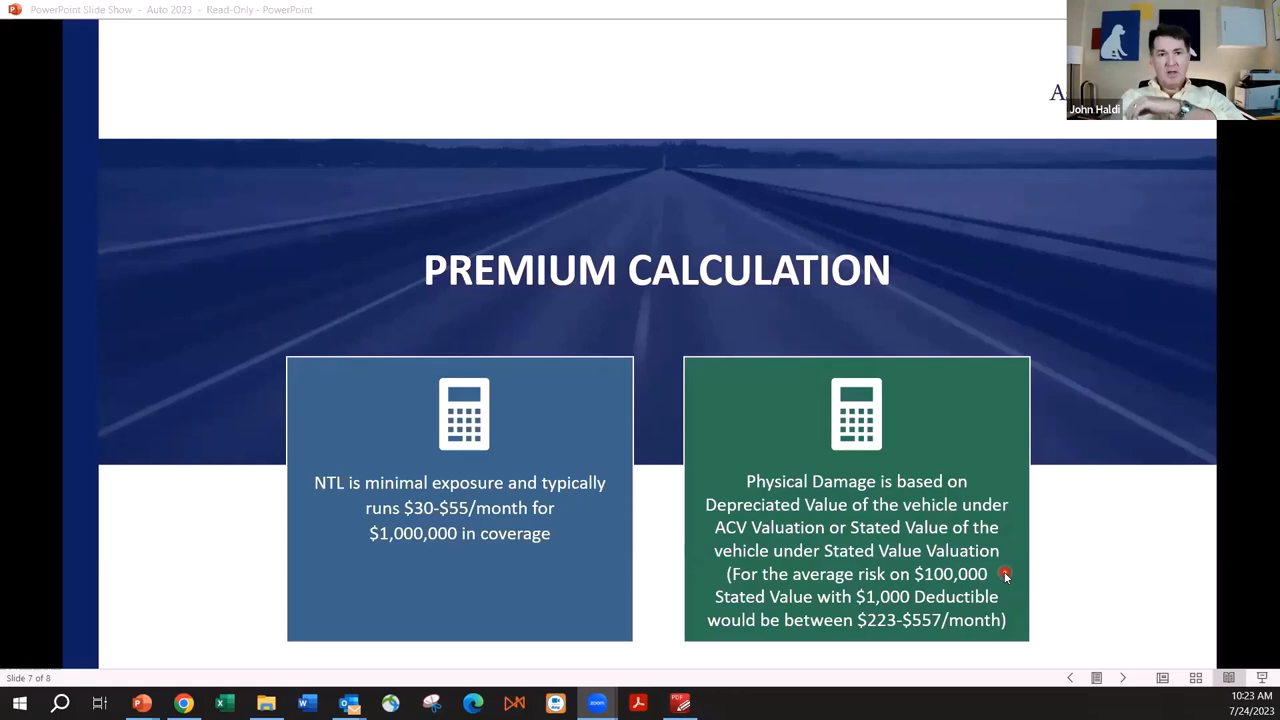 PowerPoint Slide Show - Auto 2023 - Read-Only - PowerPoint
John Haldi
PREMIUM CALCULATION
NTL is minimal exposure and typically
runs $30-$55/month for
$1,000,000 in coverage
Physical Damage is based on
Depreciated Value of the vehicle under
ACV Valuation or Stated Value of the
vehicle under Stated Value Valuation
(For the average risk on $100,000
Stated Value with $1,000 Deductible
would be between $223-$557/month)
Slide 7 of 8
zoom
PDF
10:23 AM
7/24/2023